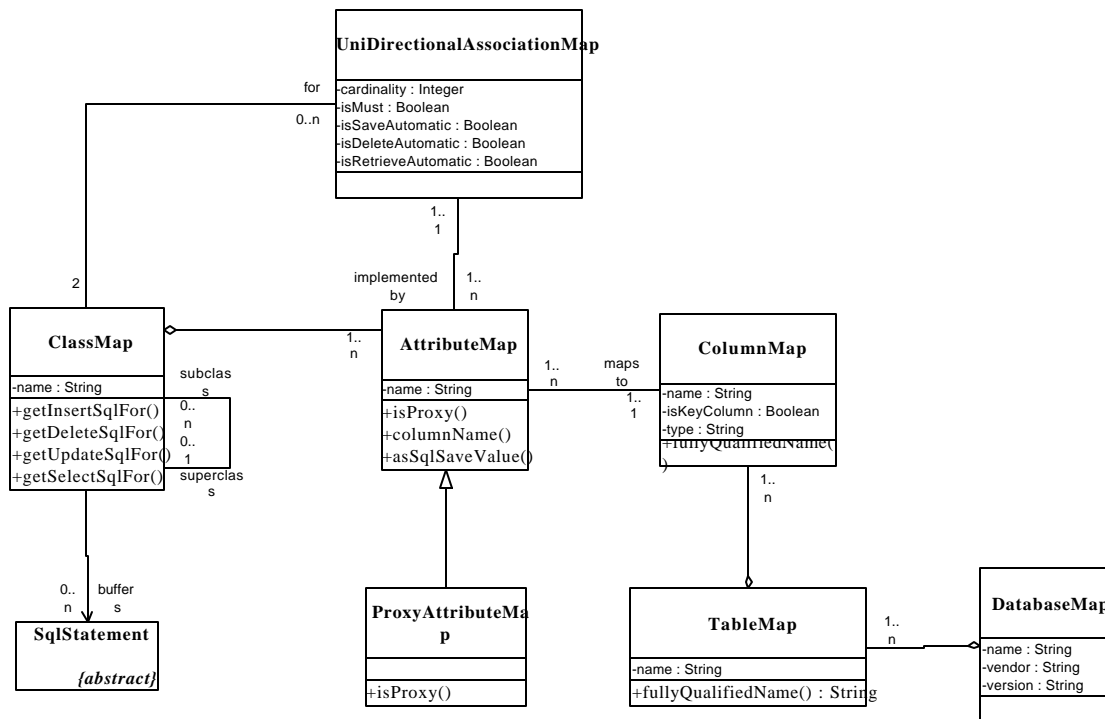 UniDirectionalAssociationMap
-cardinality : Integer
-isMust : Boolean
-isSaveAutomatic : Boolean
-isDeleteAutomatic : Boolean
-isRetrieveAutomatic : Boolean
for
0..n
1..
1
2
implemented
by
1..
n
ClassMap
-name : String
+getInsertSqlFor()
+getDeleteSqlFor()
+getUpdateSqlFor()
+getSelectSqlFor()
subclas
s
0..
n
0..
1
superclas
s
1..
n
AttributeMap
-name : String
+isProxy()
+columnName()
+asSqlSaveValue()
1..
n
maps
to
1..
1
ColumnMap
-name : String
-isKeyColumn : Boolean
-type : String
+fullyQualifiedName(
)
1..
n
0..
n
buffer
s
SqlStatement
{abstract}
ProxyAttributeMa
p
+isProxy()
TableMap
-name : String
+fullyQualifiedName() : String
1..
n
DatabaseMap
-name : String
-vendor : String
-version : String